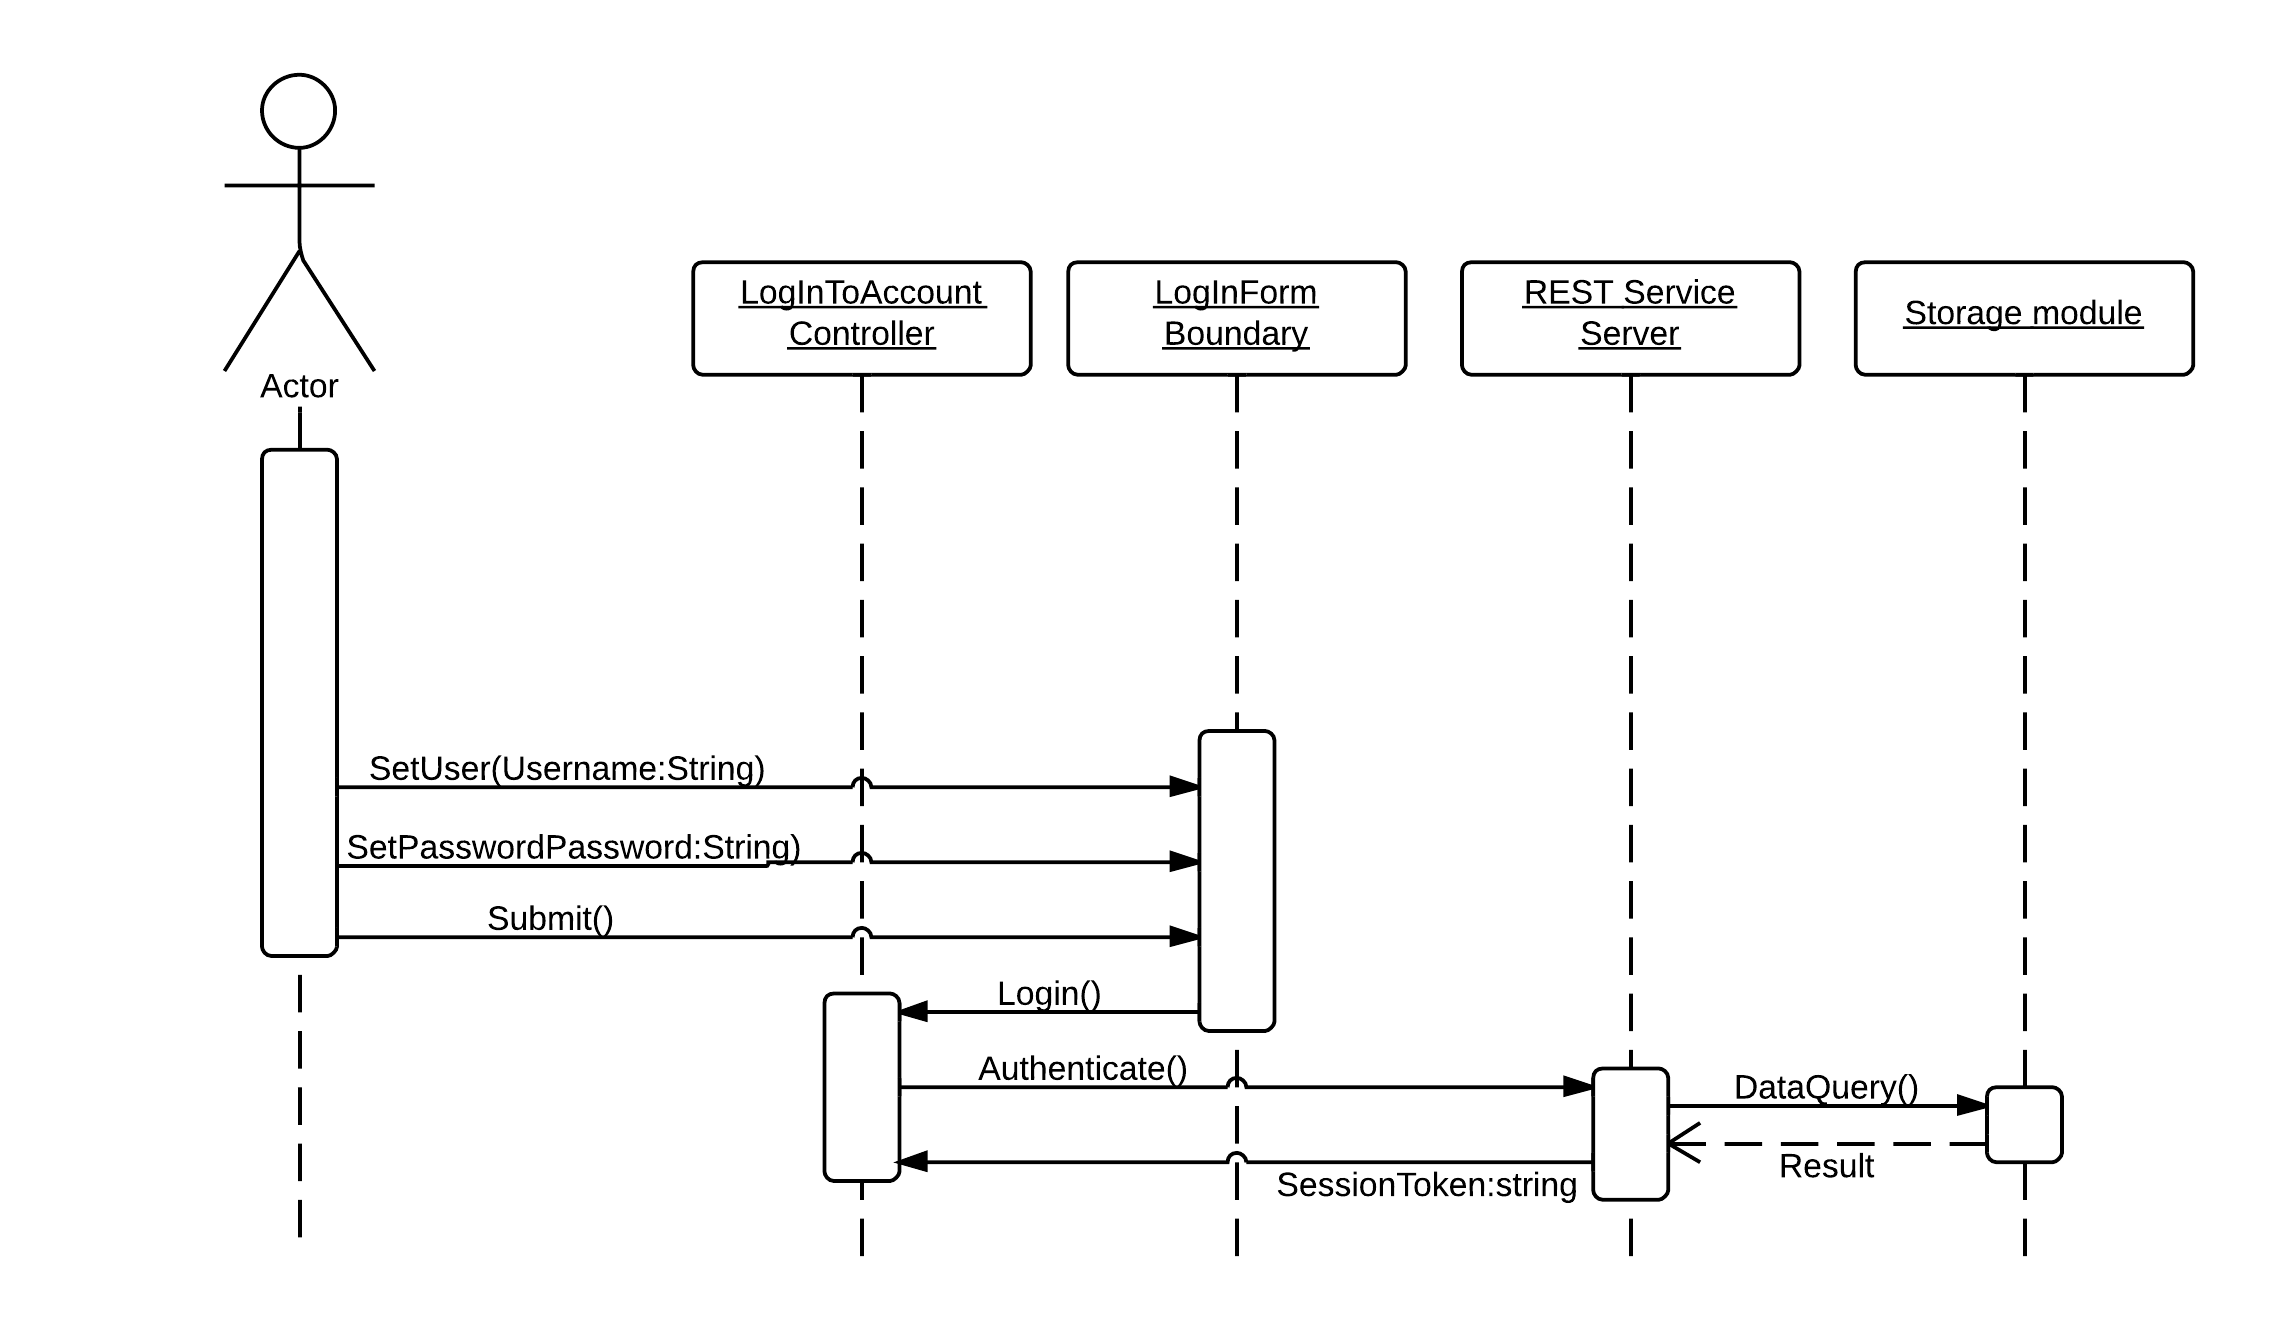 LogInToAccount
Controller
LogInForm
Boundary
REST Service
Server
Storage module
Actor
SetUser(Username:String)
SetPasswordPassword:String)
Submit()
Login()
Authenticate()
DataQuery()
Result
SessionToken:string